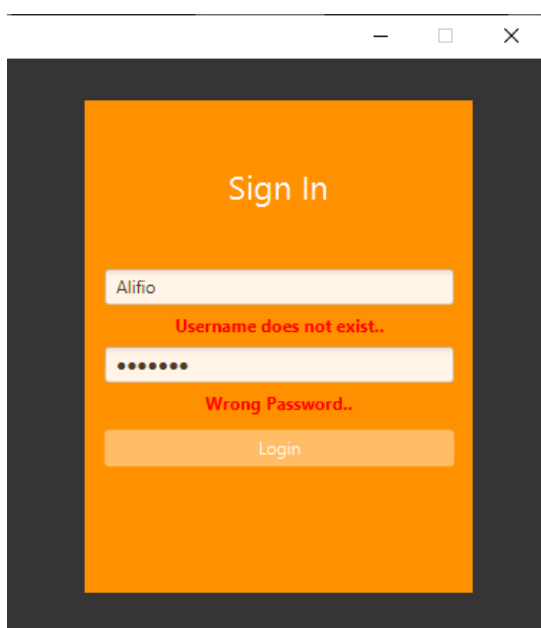 Sign In
Alifio
Username does not exist..
•••••••
Wrong Password..
Login